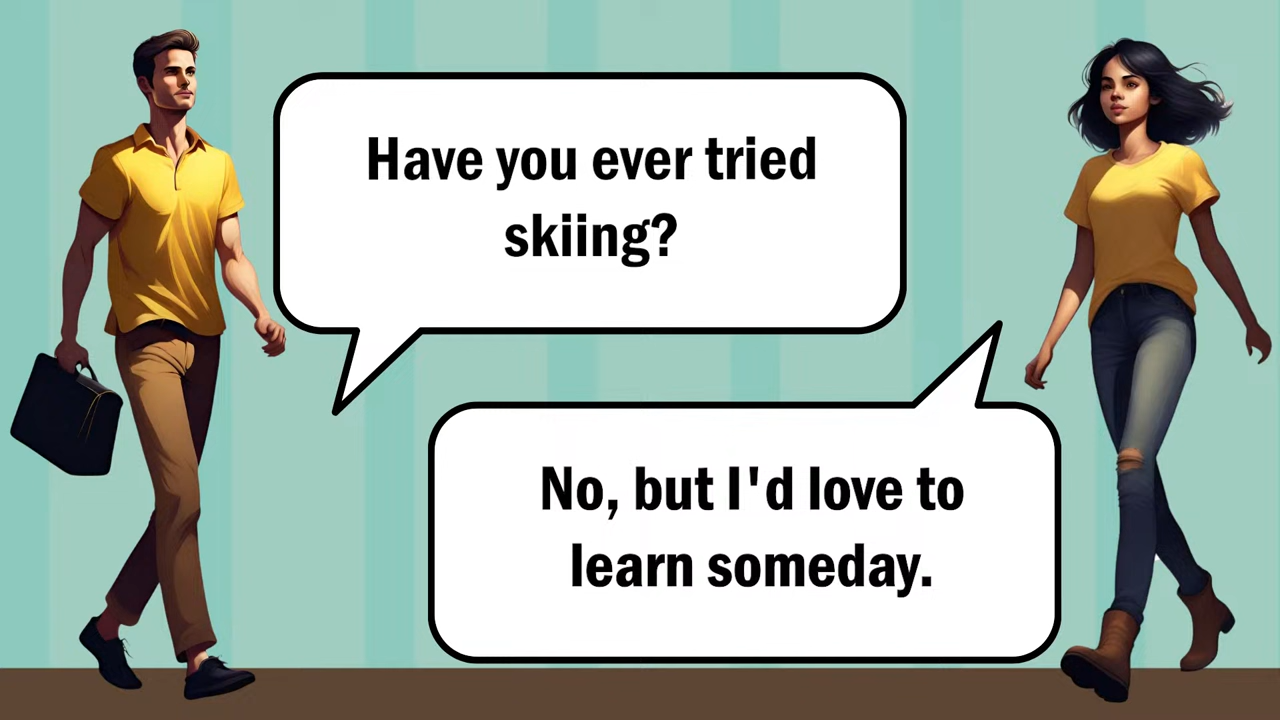 Have you ever tried
skiing?
No, but I'd love to
learn someday.